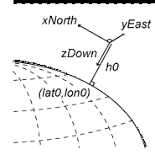 xNorth
yEast
zDown
h0
(lat0,lon0)